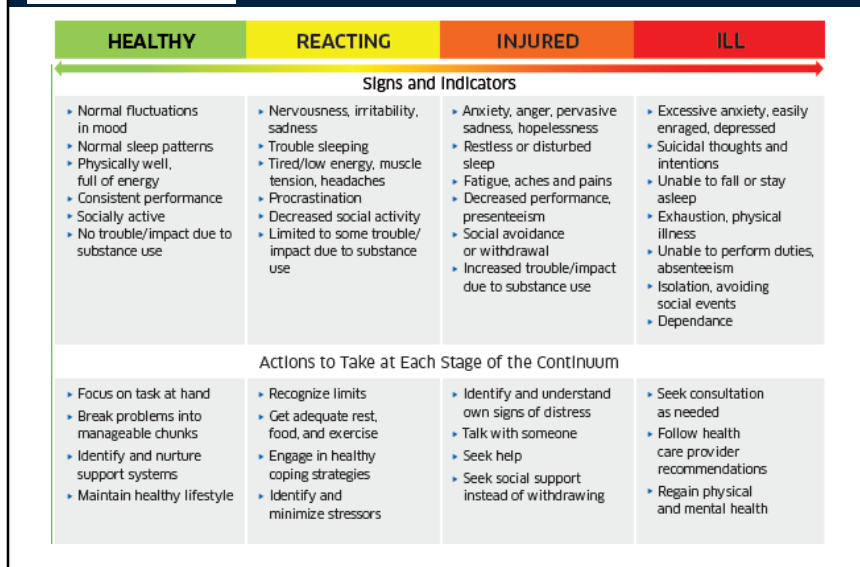 HEALTHY
REACTING
INJURED
ILL
Signs and Indicators
Normal fluctuations
in mood
Normal sleep patterns
Physically well,
full of energy
Consistent performance
Socially active
No trouble/impact due to
substance use
Nervousness, irritability,
sadness
Trouble sleeping
Tired/low energy, muscle
tension, headaches
Procrastination
Decreased social activity
Limited to some trouble/
impact due to substance
use
Anxiety, anger, pervasive
sadness, hopelessness
Restless or disturbed
sleep
Fatigue, aches and pains
Decreased performance,
presenteeism
Social avoidance
or withdrawal
Increased trouble/impact
due to substance use
Excessive anxiety, easily
enraged, depressed
Suicidal thoughts and
intentions
Unable to fall or stay
asleep
Exhaustion, physical
illness
Unable to perform duties,
absenteeism
Isolation, avoiding
social events
Dependance
Actions to Take at Each Stage of the Continuum
Focus on task at hand
Break problems into
manageable chunks
Identify and nurture
support systems
Maintain healthy lifestyle
Recognize limits
Get adequate rest,
food, and exercise
Engage in healthy
coping strategies
Identify and
minimize stressors
Identify and understand
own signs of distress
Talk with someone
Seek help
Seek social support
instead of withdrawing
Seek consultation
as needed
Follow health
care provider
recommendations
Regain physical
and mental health